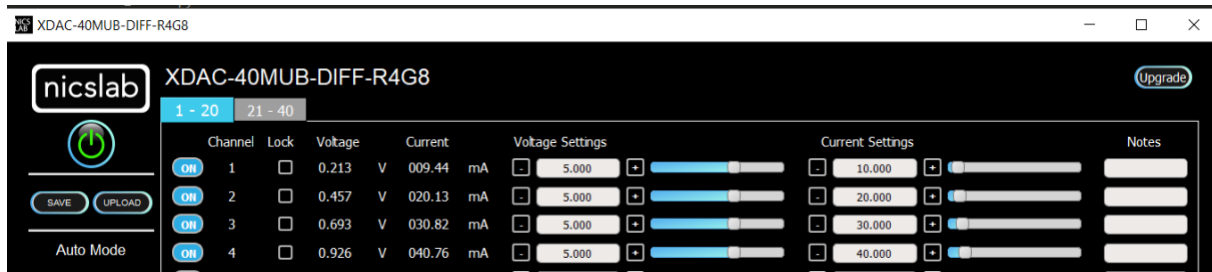 NICS LAB XDAC-40MUB-DIFF-R4G8
nicslab XDAC-40MUB-DIFF-R4G8 Upgrade
1 - 20 21 - 40
Channel Lock Voltage Current Voltage Settings Current Settings Notes
ON 1 0.213 V 009.44 mA - 5.000 + - 10.000 +
SAVE UPLOAD ON 2 0.457 V 020.13 mA - 5.000 + - 20.000 +
ON 3 0.693 V 030.82 mA - 5.000 + - 30.000 +
Auto Mode ON 4 0.926 V 040.76 mA - 5.000 + - 40.000 +